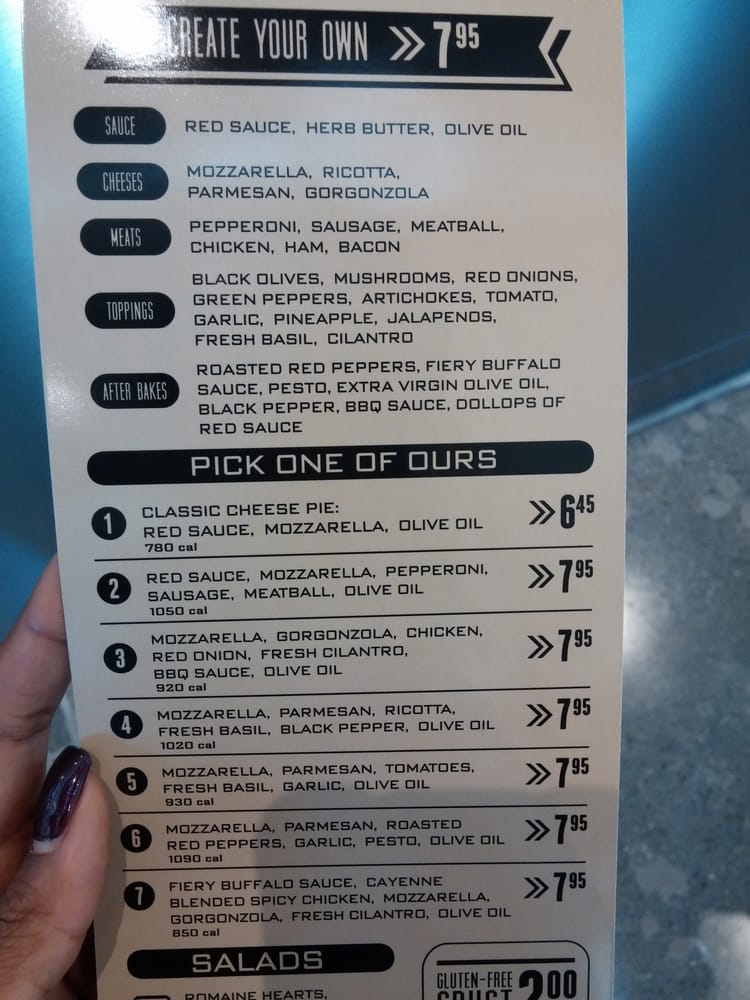 CREATE YOUR OWN >> 7 95
SAUCE
RED SAUCE, HERB BUTTER, OLIVE OIL
CHEESES
MOZZARELLA, RICOTTA,
PARMESAN, GORGONZOLA
MEATS
PEPPERONI, SAUSAGE, MEATBALL,
CHICKEN, HAM, BACON
TOPPINGS
BLACK OLIVES, MUSHROOMS, RED ONIONS,
GREEN PEPPERS, ARTICHOKES, TOMATO,
GARLIC, PINEAPPLE, JALAPENOS,
FRESH BASIL, CILANTRO
AFTER BAKES
ROASTED RED PEPPERS, FIERY BUFFALO
SAUCE, PESTO, EXTRA VIRGIN OLIVE OIL,
BLACK PEPPER, BBQ SAUCE, DOLLOPS OF
RED SAUCE
PICK ONE OF OURS
1 CLASSIC CHEESE PIE: >> 6 45
RED SAUCE, MOZZARELLA, OLIVE OIL
780 cal
2 RED SAUCE, MOZZARELLA, PEPPERONI, >> 7 95
SAUSAGE, MEATBALL, OLIVE OIL
1050 cal
3 MOZZARELLA, GORGONZOLA, CHICKEN, >> 7 95
RED ONION, FRESH CILANTRO,
BBQ SAUCE, OLIVE OIL
920 cal
4 MOZZARELLA, PARMESAN, RICOTTA, >> 7 95
FRESH BASIL, BLACK PEPPER, OLIVE OIL
1020 cal
5 MOZZARELLA, PARMESAN, TOMATOES, >> 7 95
FRESH BASIL, GARLIC, OLIVE OIL
930 cal
6 MOZZARELLA, PARMESAN, ROASTED >> 7 95
RED PEPPERS, GARLIC, PESTO, OLIVE OIL
1090 cal
7 FIERY BUFFALO SAUCE, CAYENNE >> 7 95
BLENDED SPICY CHICKEN, MOZZARELLA,
GORGONZOLA, FRESH CILANTRO, OLIVE OIL
850 cal
SALADS
ROMAINE HEARTS,
GLUTEN-FREE
CRUST 2 00